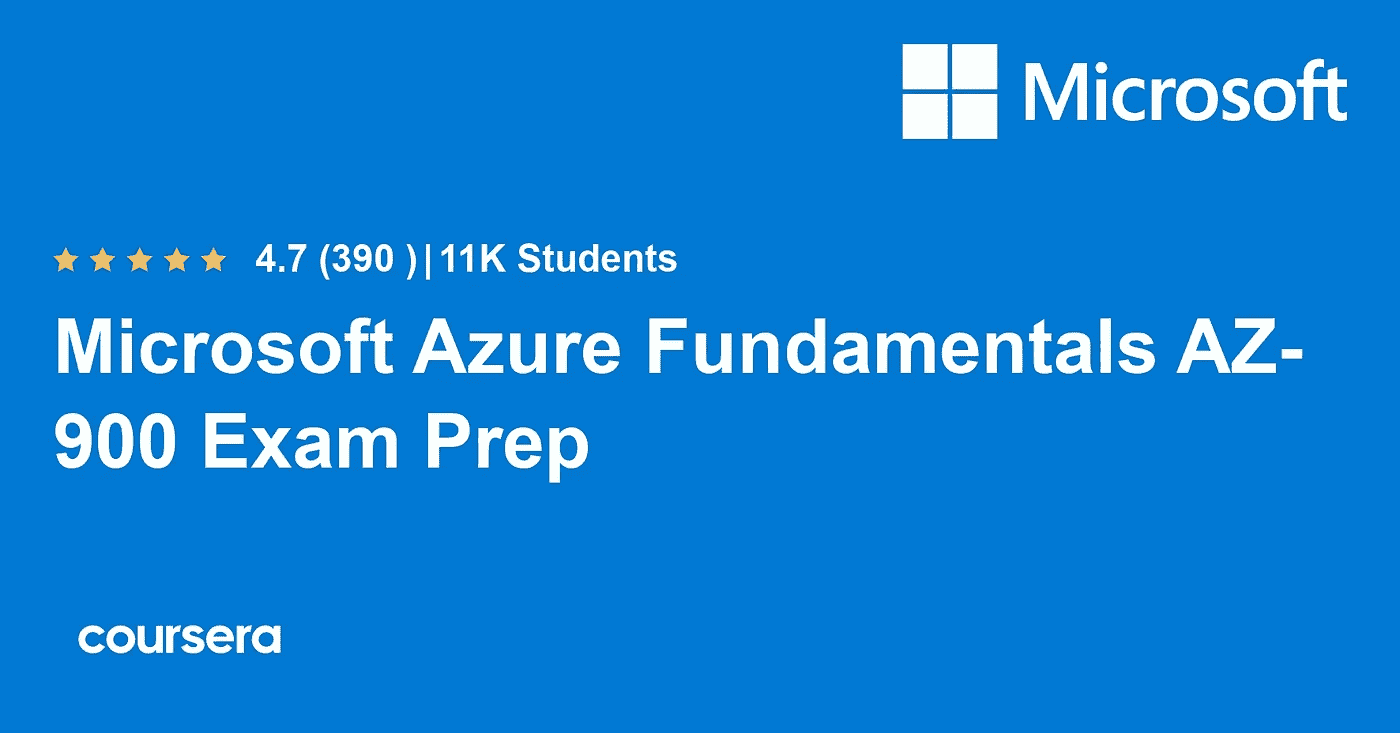 Microsoft
4.7 (390 ) | 11K Students
Microsoft Azure Fundamentals AZ-
900 Exam Prep
coursera